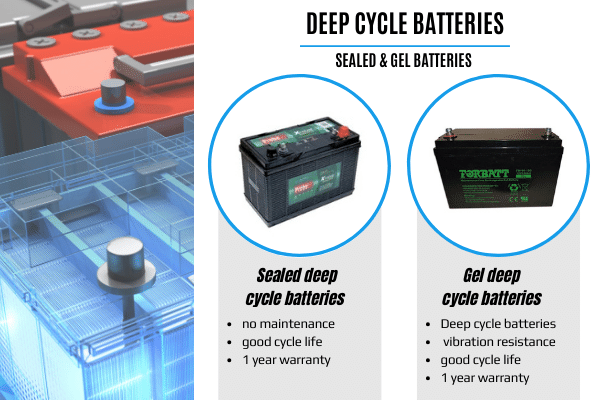 DEEP CYCLE BATTERIES
SEALED & GEL BATTERIES
FORBATT
Sealed deep
cycle batteries
no maintenance
good cycle life
1 year warranty
Gel deep
cycle batteries
Deep cycle batteries
vibration resistance
good cycle life
1 year warranty